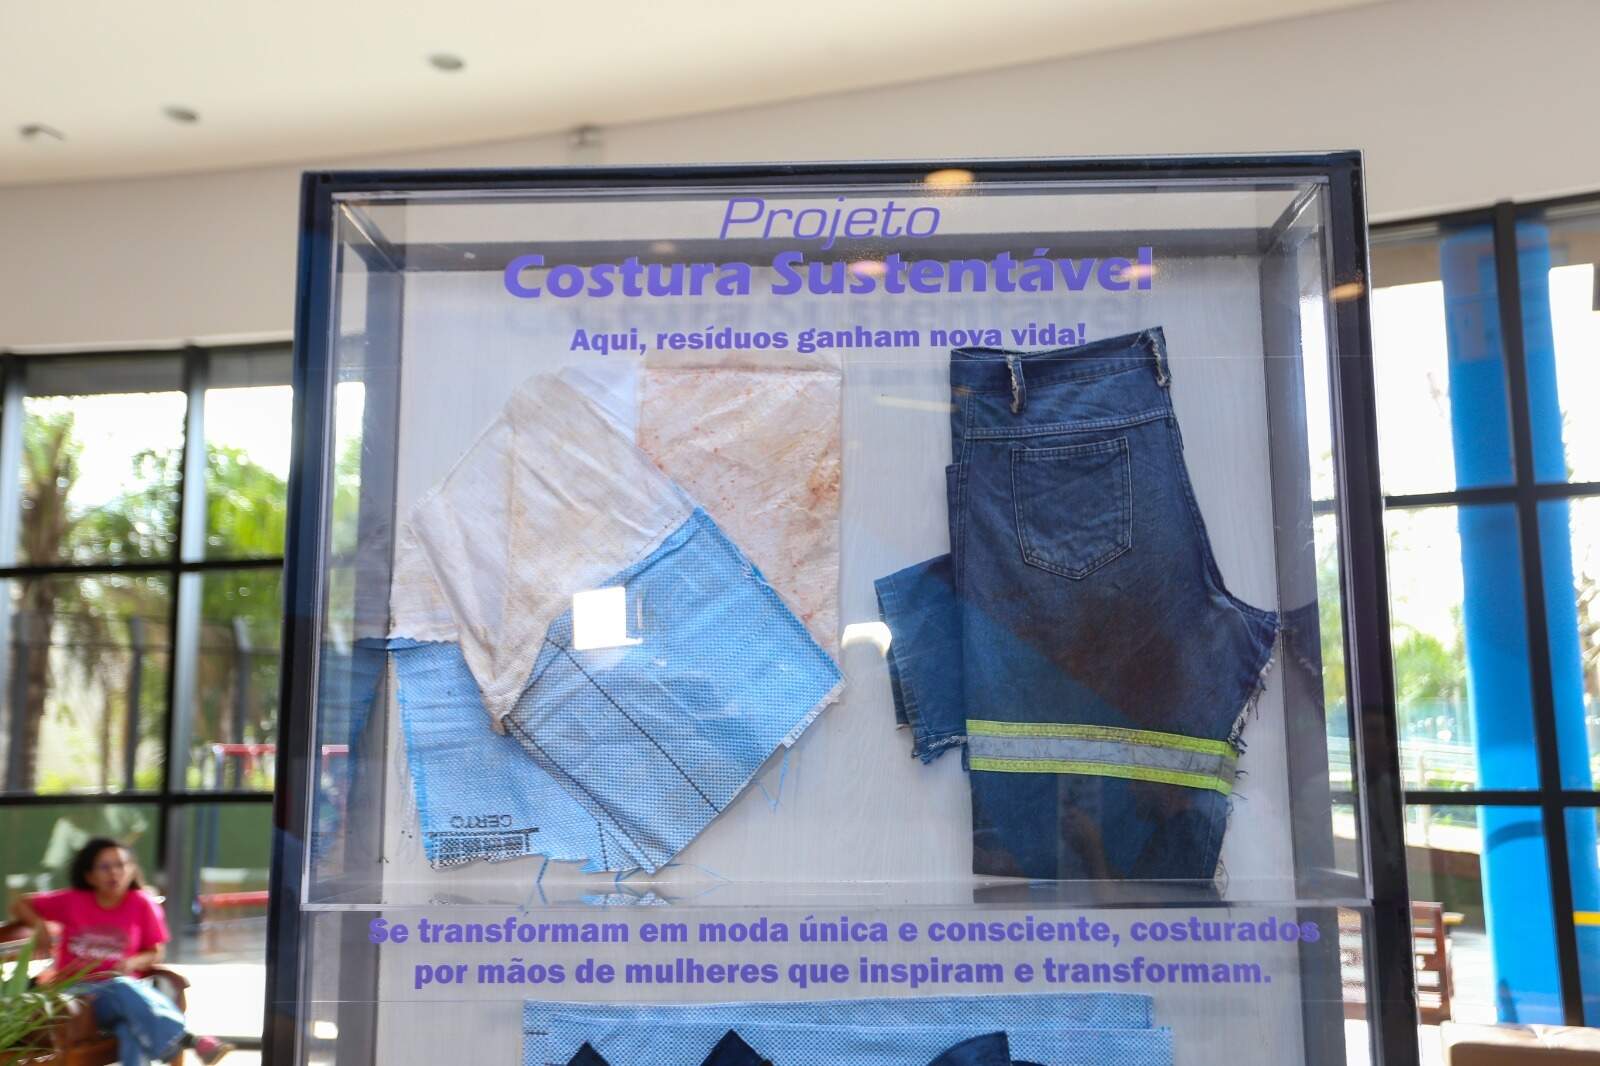 Projeto
Costura Sustentável
Aqui, resíduos ganham nova vida!
CERTO
Se transformam em moda única e consciente, costurados
por mãos de mulheres que inspiram e transformam.